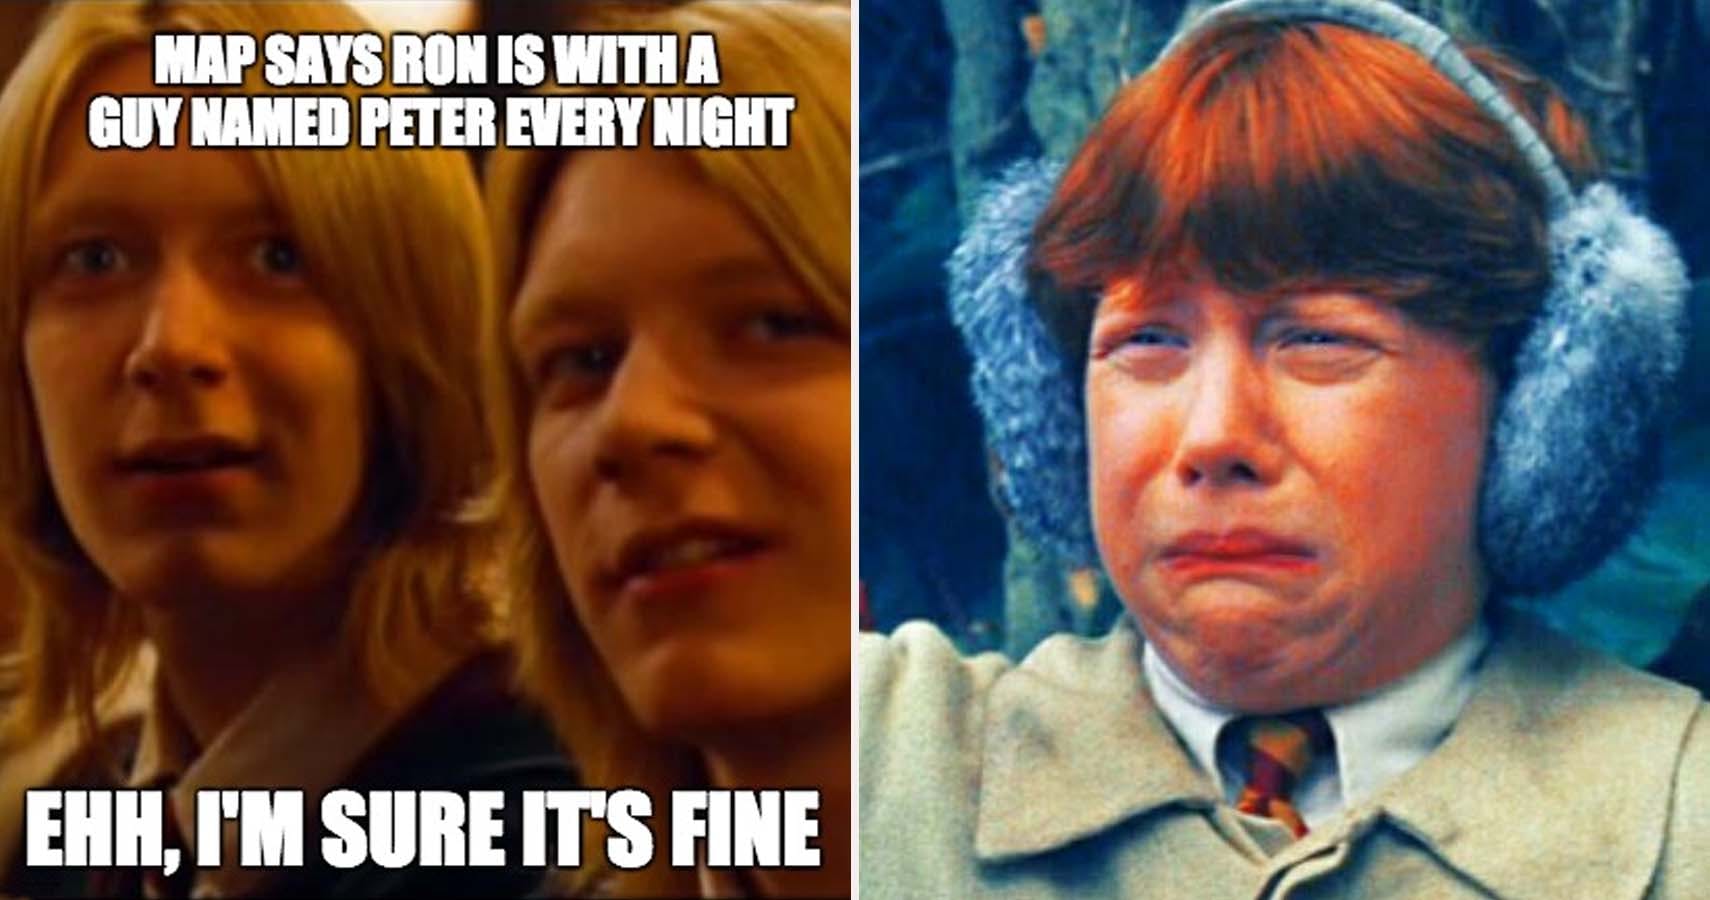 MAP SAYS RON IS WITH A
GUY NAMED PETER EVERY NIGHT
EHH, I'M SURE IT'S FINE